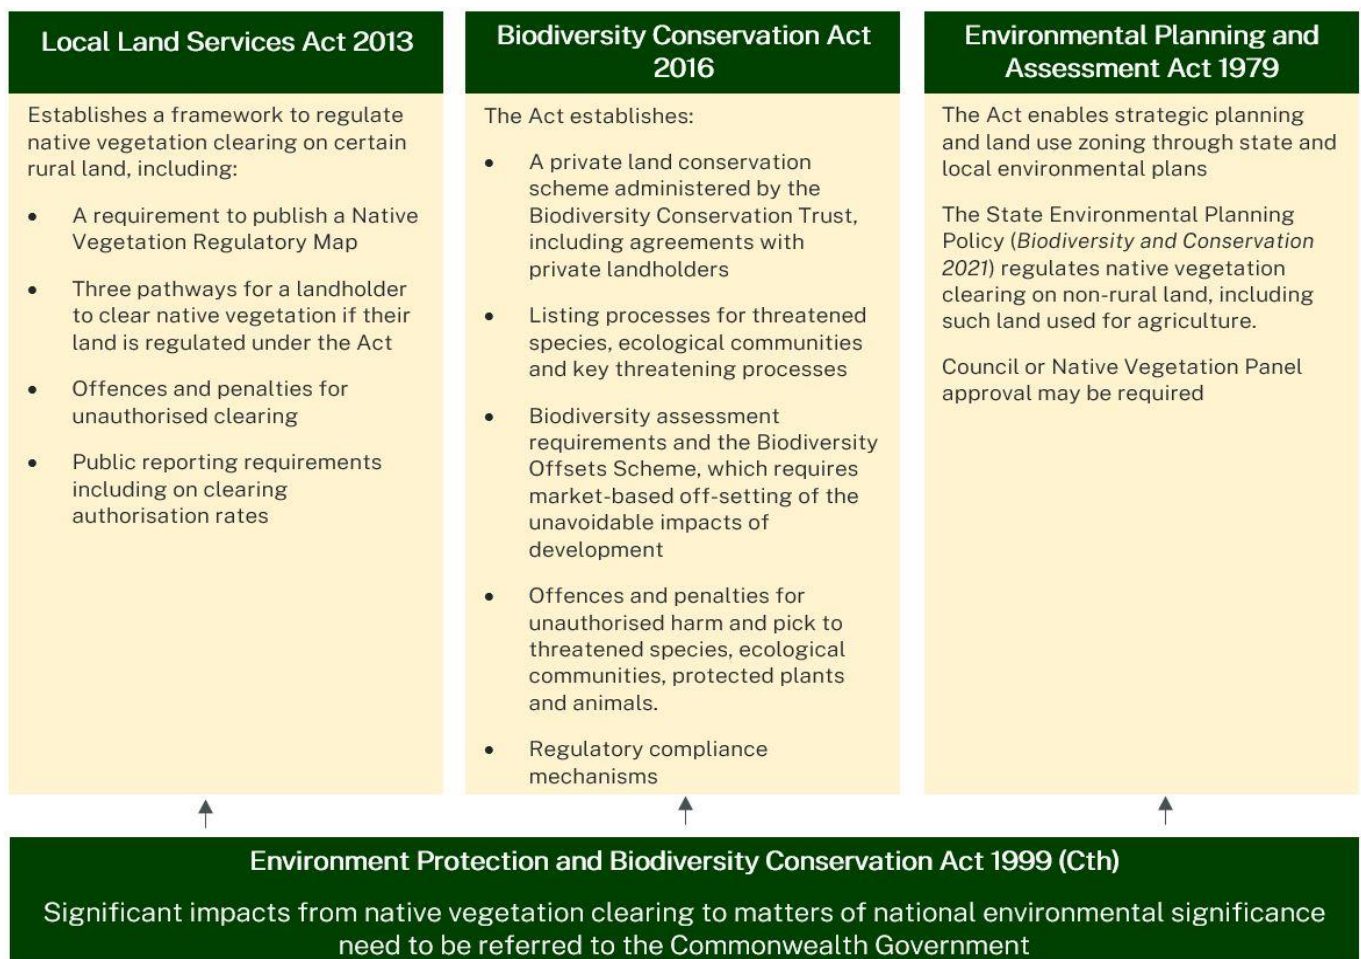 Local Land Services Act 2013
Establishes a framework to regulate
native vegetation clearing on certain
rural land, including:
• A requirement to publish a Native
Vegetation Regulatory Map
• Three pathways for a landholder
to clear native vegetation if their
land is regulated under the Act
• Offences and penalties for
unauthorised clearing
• Public reporting requirements
including on clearing
authorisation rates
Biodiversity Conservation Act
2016
The Act establishes:
• A private land conservation
scheme administered by the
Biodiversity Conservation Trust,
including agreements with
private landholders
• Listing processes for threatened
species, ecological communities
and key threatening processes
• Biodiversity assessment
requirements and the Biodiversity
Offsets Scheme, which requires
market-based off-setting of the
unavoidable impacts of
development
• Offences and penalties for
unauthorised harm and pick to
threatened species, ecological
communities, protected plants
and animals.
• Regulatory compliance
mechanisms
Environmental Planning and
Assessment Act 1979
The Act enables strategic planning
and land use zoning through state and
local environmental plans
The State Environmental Planning
Policy (Biodiversity and Conservation
2021) regulates native vegetation
clearing on non-rural land, including
such land used for agriculture.
Council or Native Vegetation Panel
approval may be required
Environment Protection and Biodiversity Conservation Act 1999 (Cth)
Significant impacts from native vegetation clearing to matters of national environmental significance
need to be referred to the Commonwealth Government